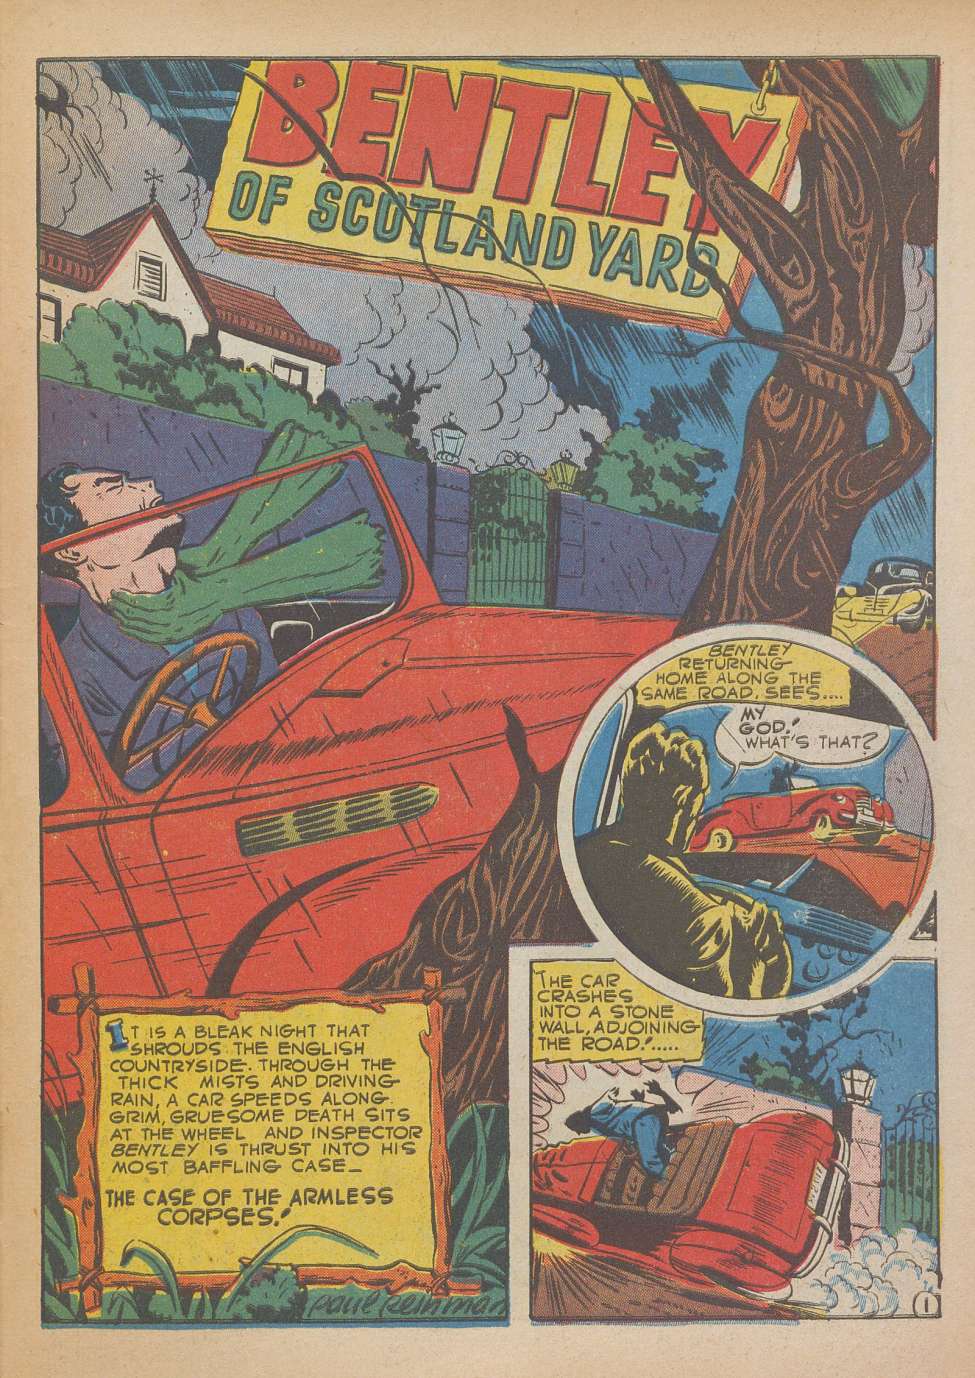 BENTLEY
OF SCOTLAND YARD
BENTLEY
RETURNING
HOME ALONG THE
SAME ROAD, SEES....
MY
GOD!
WHAT'S THAT?
IT IS A BLEAK NIGHT THAT
SHROUDS THE ENGLISH
COUNTRYSIDE. THROUGH THE
THICK MISTS AND DRIVING
RAIN, A CAR SPEEDS ALONG.
GRIM, GRUESOME DEATH SITS
AT THE WHEEL AND INSPECTOR
BENTLEY IS THRUST INTO HIS
MOST BAFFLING CASE—
THE CASE OF THE ARMLESS
CORPSES!
THE CAR
CRASHES
INTO A STONE
WALL, ADJOINING
THE ROAD!.....
Paul Reinman
1